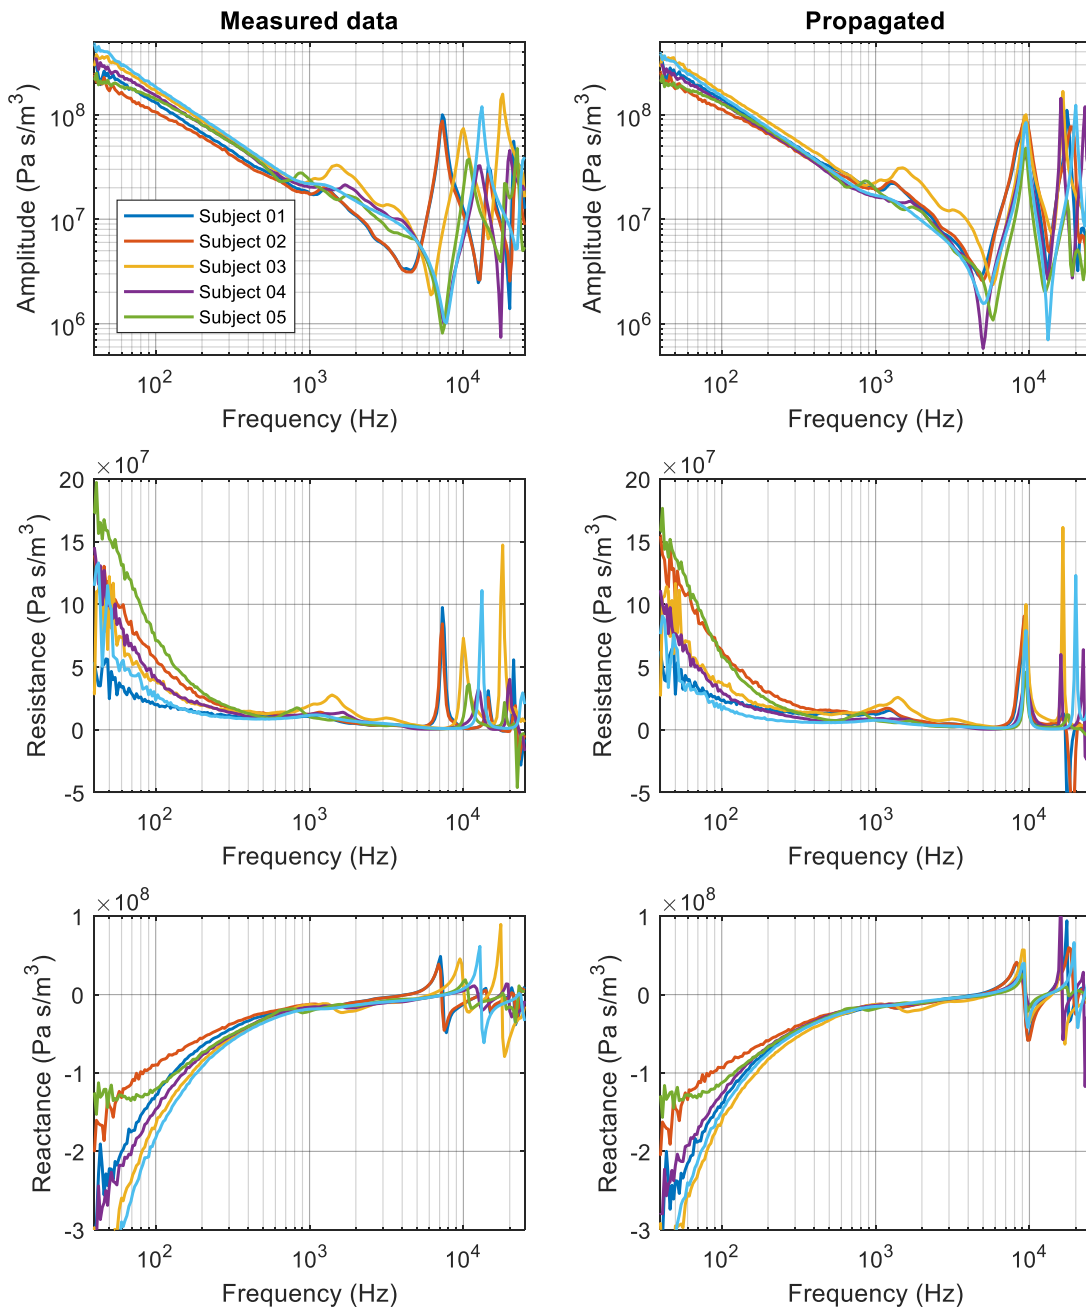 Measured data
Propagated
10^8
10^7
10^6
Amplitude (Pa s/m^3)
Subject 01
Subject 02
Subject 03
Subject 04
Subject 05
10^2
10^3
10^4
Frequency (Hz)
10^8
10^7
10^6
Amplitude (Pa s/m^3)
10^2
10^3
10^4
Frequency (Hz)
×10^7
20
15
10
5
0
-5
Resistance (Pa s/m^3)
10^2
10^3
10^4
Frequency (Hz)
×10^7
20
15
10
5
0
-5
Resistance (Pa s/m^3)
10^2
10^3
10^4
Frequency (Hz)
×10^8
1
0
-1
-2
-3
Reactance (Pa s/m^3)
10^2
10^3
10^4
Frequency (Hz)
×10^8
1
0
-1
-2
-3
Reactance (Pa s/m^3)
10^2
10^3
10^4
Frequency (Hz)